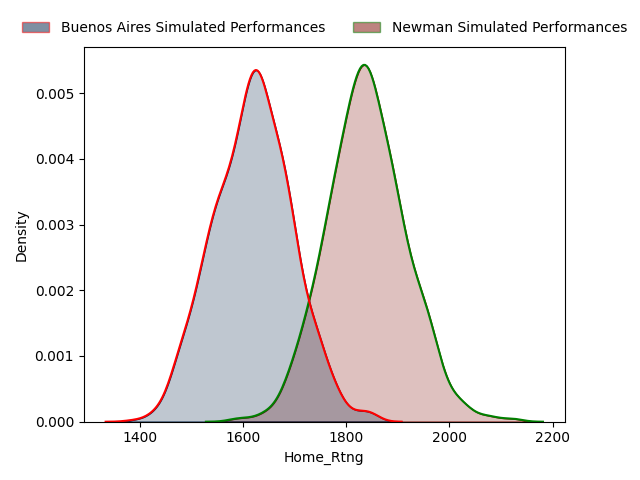 Buenos Aires Simulated Performances Newman Simulated Performances
0.005
0.004
0.003
0.002
0.001
0.000
Density
1400 1600 1800 2000 2200
Home_Rtng